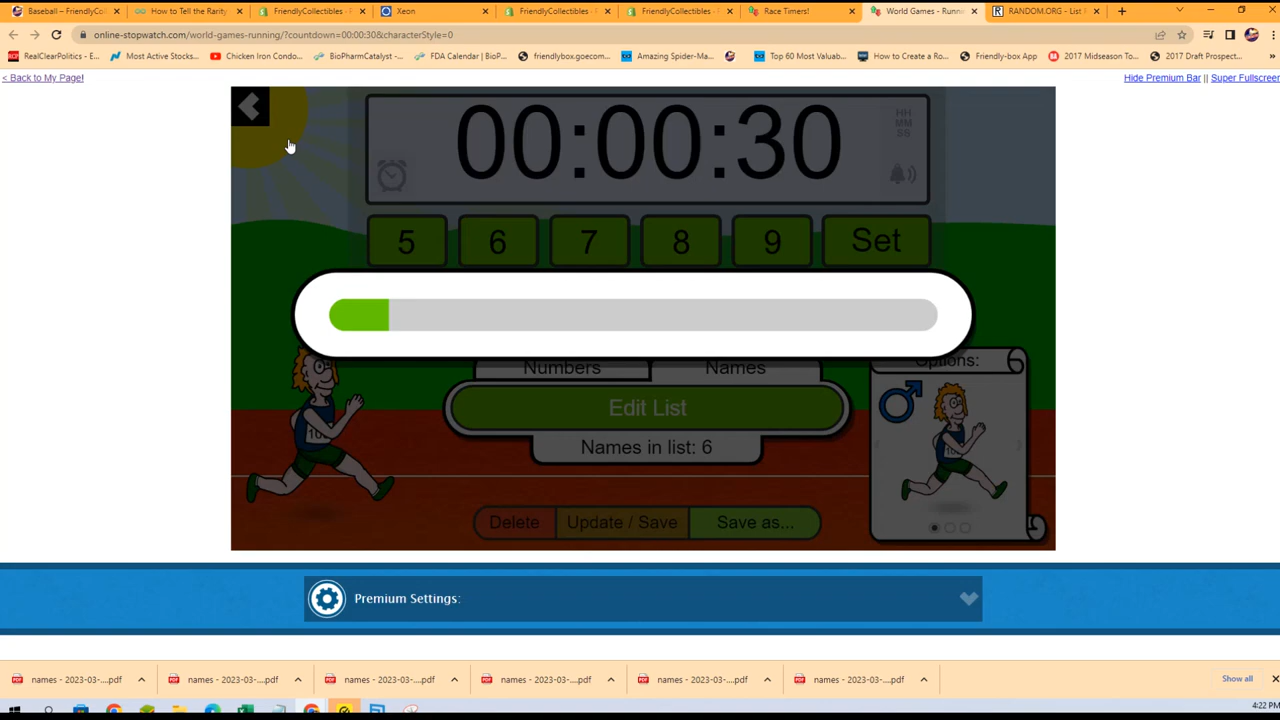 Baseball – FriendlyCo
How to Tell the Rarity
FriendlyCollectibles · F
Xeon
FriendlyCollectibles ·
FriendlyCollectibles ·
Race Timers!
World Games - Runni
RANDOM.ORG - List
online-stopwatch.com/world-games-running/?countdown=00:00:30&characterStyle=0
RealClearPolitics - E...
Most Active Stocks...
Chicken Iron Condo...
BioPharmCatalyst -...
FDA Calendar | BioP...
friendlybox.goecom...
Amazing Spider-Ma...
Top 60 Most Valuab...
How to Create a Ro...
Friendly-box App
2017 Midseason To...
2017 Draft Prospect...
»
< Back to My Page!
Hide Premium Bar || Super Fullscreen
00:00:30
HH
MM
SS
5 6 7 8 9 Set
Numbers
Names
Options:
Edit List
Names in list: 6
Delete
Update / Save
Save as...
Premium Settings:
names - 2023-03-....pdf
names - 2023-03-....pdf
names - 2023-03-....pdf
names - 2023-03-....pdf
names - 2023-03-....pdf
names - 2023-03-....pdf
Show all
4:22 PM